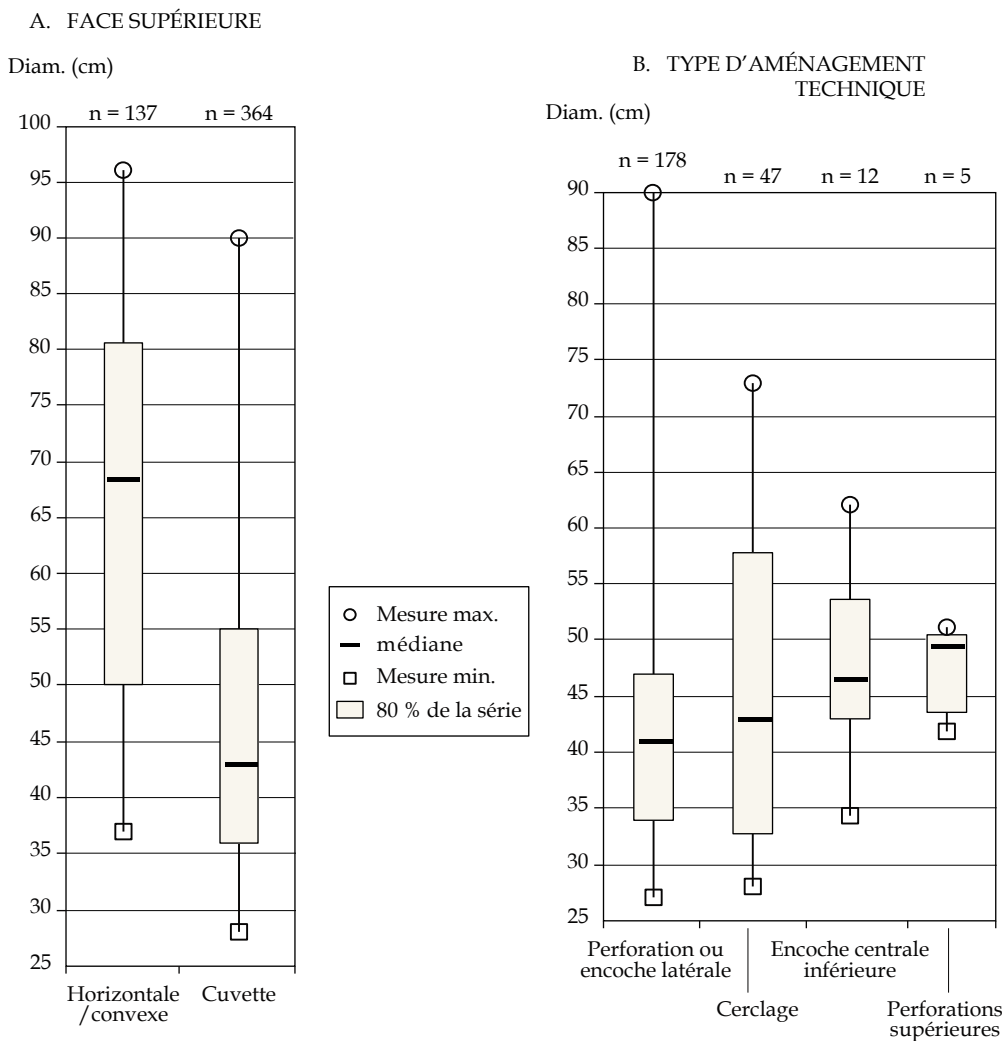 A. FACE SUPÉRIEURE
Diam. (cm)
n = 137
n = 364
100
95
90
85
80
75
70
65
60
55
50
45
40
35
30
25
Horizontale
/convexe
Cuvette
Mesure max.
médiane
Mesure min.
80 % de la série
B. TYPE D'AMÉNAGEMENT
TECHNIQUE
Diam. (cm)
n = 178
n = 47
n = 12
n = 5
90
85
80
75
70
65
60
55
50
45
40
35
30
25
Perforation ou
encoche latérale
Cerclage
Encoche centrale
inférieure
Perforations
supérieures